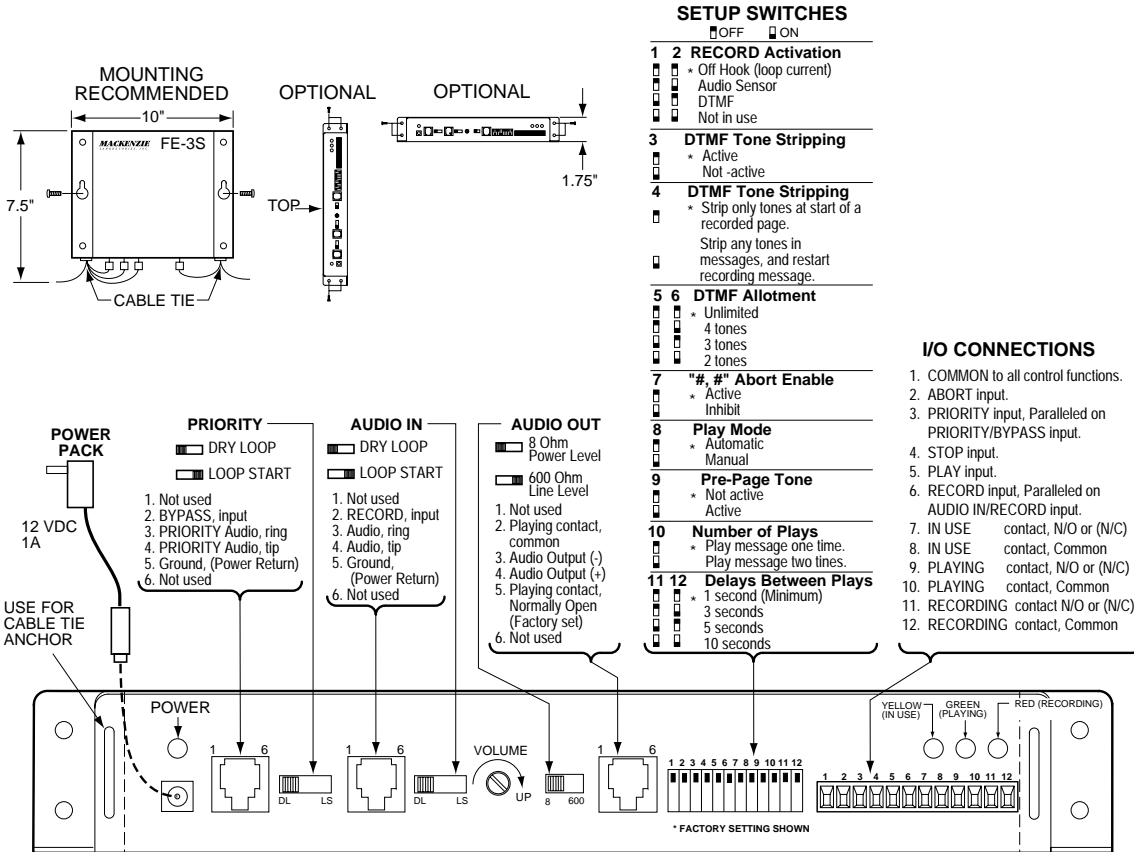 SETUP SWITCHES
OFF ON
1 2 RECORD Activation
* Off Hook (loop current)
Audio Sensor
DTMF
Not in use
3 DTMF Tone Stripping
* Active
Not -active
4 DTMF Tone Stripping
* Strip only tones at start of a
recorded page.
Strip any tones in
messages, and restart
recording message.
5 6 DTMF Allotment
* Unlimited
4 tones
3 tones
2 tones
7 "#, #" Abort Enable
* Active
Inhibit
8 Play Mode
* Automatic
Manual
9 Pre-Page Tone
* Not active
Active
10 Number of Plays
* Play message one time.
Play message two tines.
11 12 Delays Between Plays
* 1 second (Minimum)
3 seconds
5 seconds
10 seconds
MOUNTING
RECOMMENDED
10"
MACKENZIE
LABORATORIES, INC.
FE-3S
7.5"
CABLE TIE
OPTIONAL
TOP
OPTIONAL
1.75"
I/O CONNECTIONS
1. COMMON to all control functions.
2. ABORT input.
3. PRIORITY input, Paralleled on
PRIORITY/BYPASS input.
4. STOP input.
5. PLAY input.
6. RECORD input, Paralleled on
AUDIO IN/RECORD input.
7. IN USE contact, N/O or (N/C)
8. IN USE contact, Common
9. PLAYING contact, N/O or (N/C)
10. PLAYING contact, Common
11. RECORDING contact N/O or (N/C)
12. RECORDING contact, Common
POWER
PACK
12 VDC
1A
USE FOR
CABLE TIE
ANCHOR
PRIORITY
DRY LOOP
LOOP START
1. Not used
2. BYPASS, input
3. PRIORITY Audio, ring
4. PRIORITY Audio, tip
5. Ground, (Power Return)
6. Not used
AUDIO IN
DRY LOOP
LOOP START
1. Not used
2. RECORD, input
3. Audio, ring
4. Audio, tip
5. Ground,
(Power Return)
6. Not used
AUDIO OUT
8 Ohm
Power Level
600 Ohm
Line Level
1. Not used
2. Playing contact,
common
3. Audio Output (-)
4. Audio Output (+)
5. Playing contact,
Normally Open
(Factory set)
6. Not used
POWER
1 6
DL LS
1 6
DL LS
VOLUME
UP
8 600
1 6
1 2 3 4 5 6 7 8 9 10 11 12
* FACTORY SETTING SHOWN
1 2 3 4 5 6 7 8 9 10 11 12
YELLOW
(IN USE)
GREEN
(PLAYING)
RED (RECORDING)